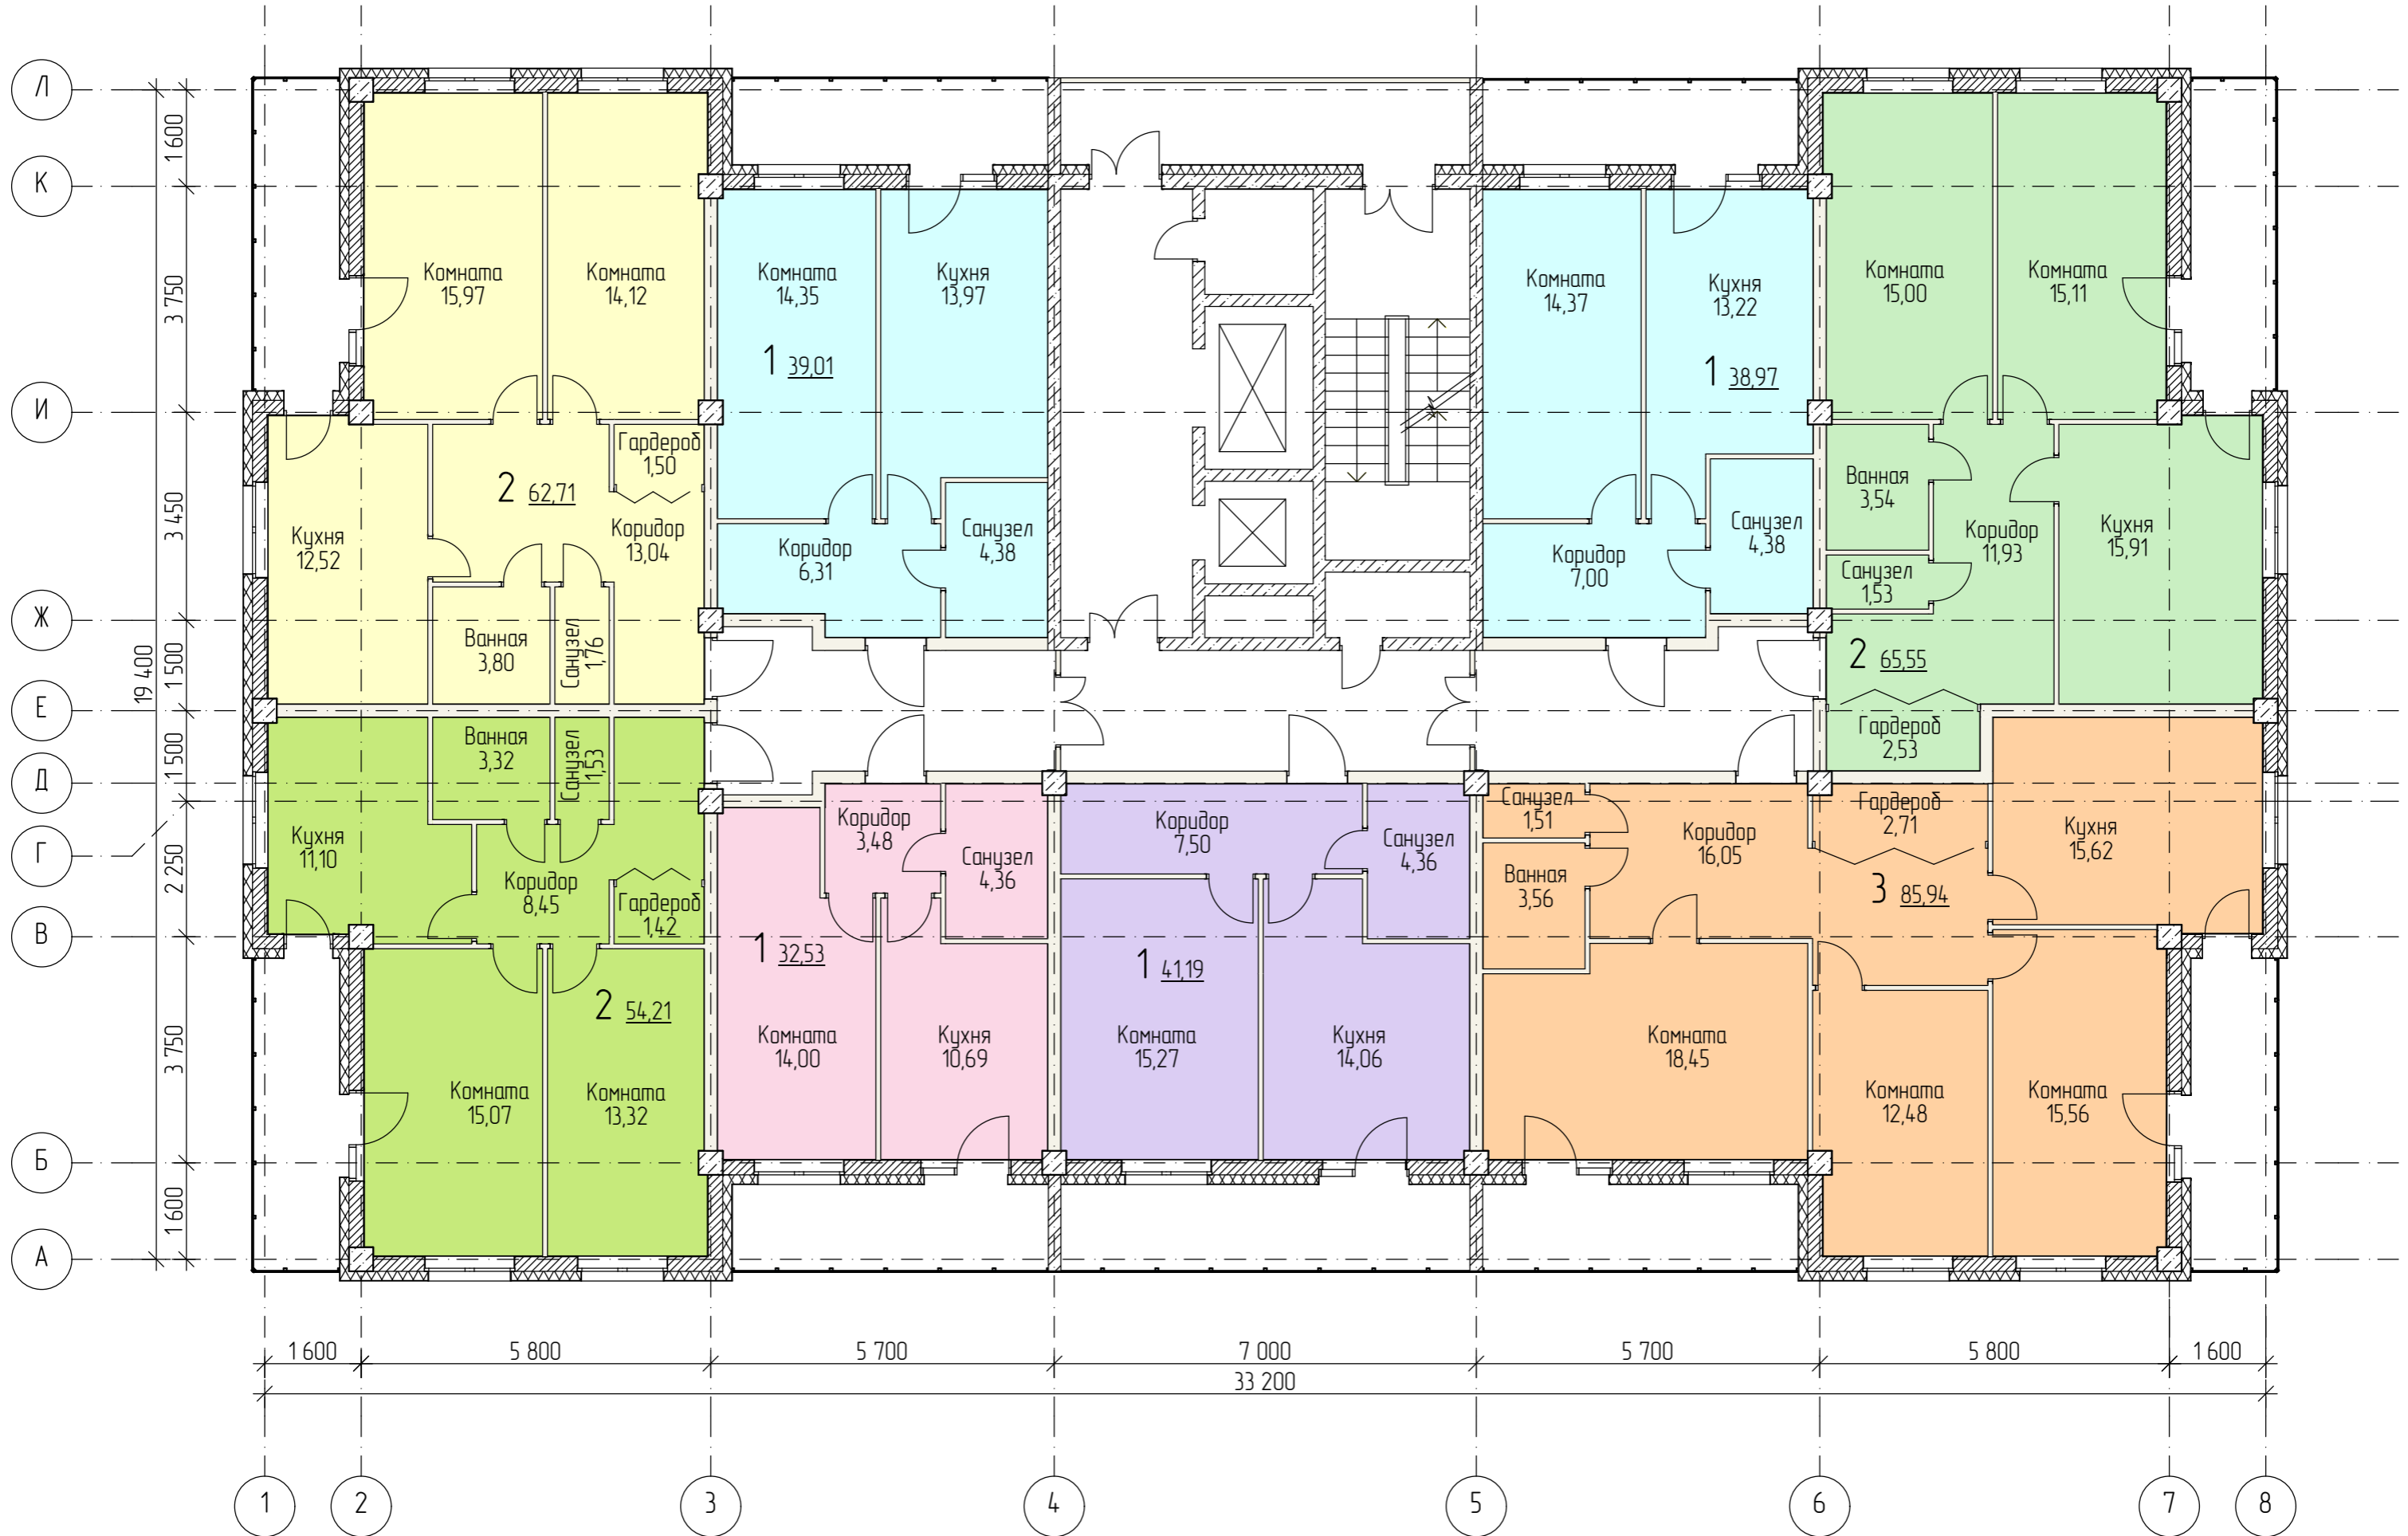 Л
К
И
Ж
Е
Д
Г
В
Б
А
1 600
3 750
3 450
1 500
1 500
2 250
3 750
1 600
19 400
Комната
15,97
Комната
14,12
Гардероб
1,50
2 62,71
Кухня
12,52
Коридор
13,04
Ванная
3,80
Санузел
1,76
Комната
14,35
Кухня
13,97
1 39,01
Коридор
6,31
Санузел
4,38
Комната
14,37
Кухня
13,22
1 38,97
Коридор
7,00
Санузел
4,38
Комната
15,00
Комната
15,11
Ванная
3,54
Коридор
11,93
Кухня
15,91
Санузел
1,53
2 65,55
Гардероб
2,53
Ванная
3,32
Санузел
1,53
Кухня
11,10
Коридор
8,45
Гардероб
1,42
2 54,21
Комната
15,07
Комната
13,32
Коридор
3,48
Санузел
4,36
1 32,53
Комната
14,00
Кухня
10,69
Коридор
7,50
Санузел
4,36
1 41,19
Комната
15,27
Кухня
14,06
Санузел
1,51
Коридор
16,05
Гардероб
2,71
Кухня
15,62
Ванная
3,56
3 85,94
Комната
18,45
Комната
12,48
Комната
15,56
1 600
5 800
5 700
7 000
5 700
5 800
1 600
33 200
1
2
3
4
5
6
7
8